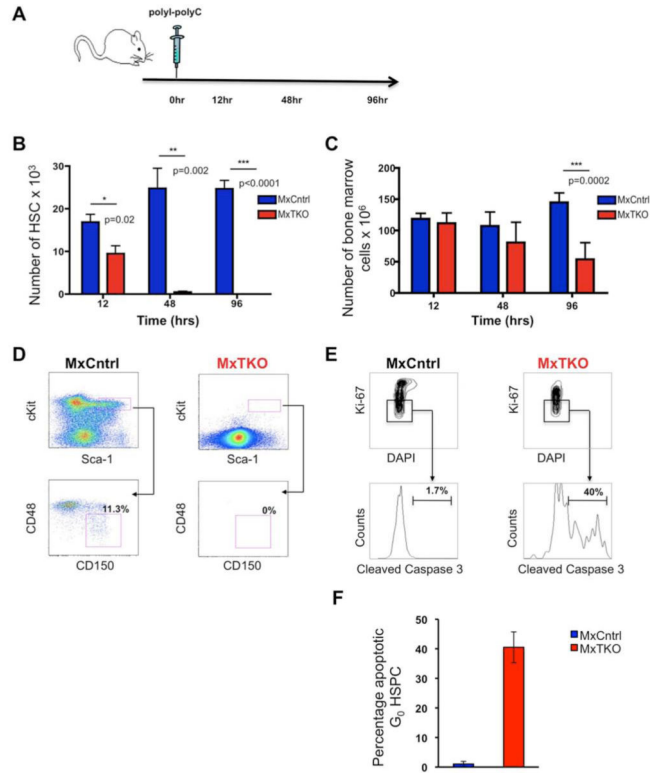 A
polyI-polyC
0hr 12hr 48hr 96hr
B
Number of HSC x 10³
30
20
10
0
*
p=0.02
**
p=0.002
***
p<0.0001
MxCntrl
MxTKO
12 48 96
Time (hrs)
C
Number of bone marrow
cells x 10⁶
200
150
100
50
0
***
p=0.0002
MxCntrl
MxTKO
12 48 96
Time (hrs)
D
MxCntrl MxTKO
cKit
Sca-1
cKit
Sca-1
CD48
11.3%
CD150
CD48
0%
CD150
E
MxCntrl MxTKO
Ki-67
DAPI
Ki-67
DAPI
Counts
1.7%
Cleaved Caspase 3
Counts
40%
Cleaved Caspase 3
F
Percentage apoptotic
G₀ HSPC
50
40
30
20
10
0
MxCntrl
MxTKO